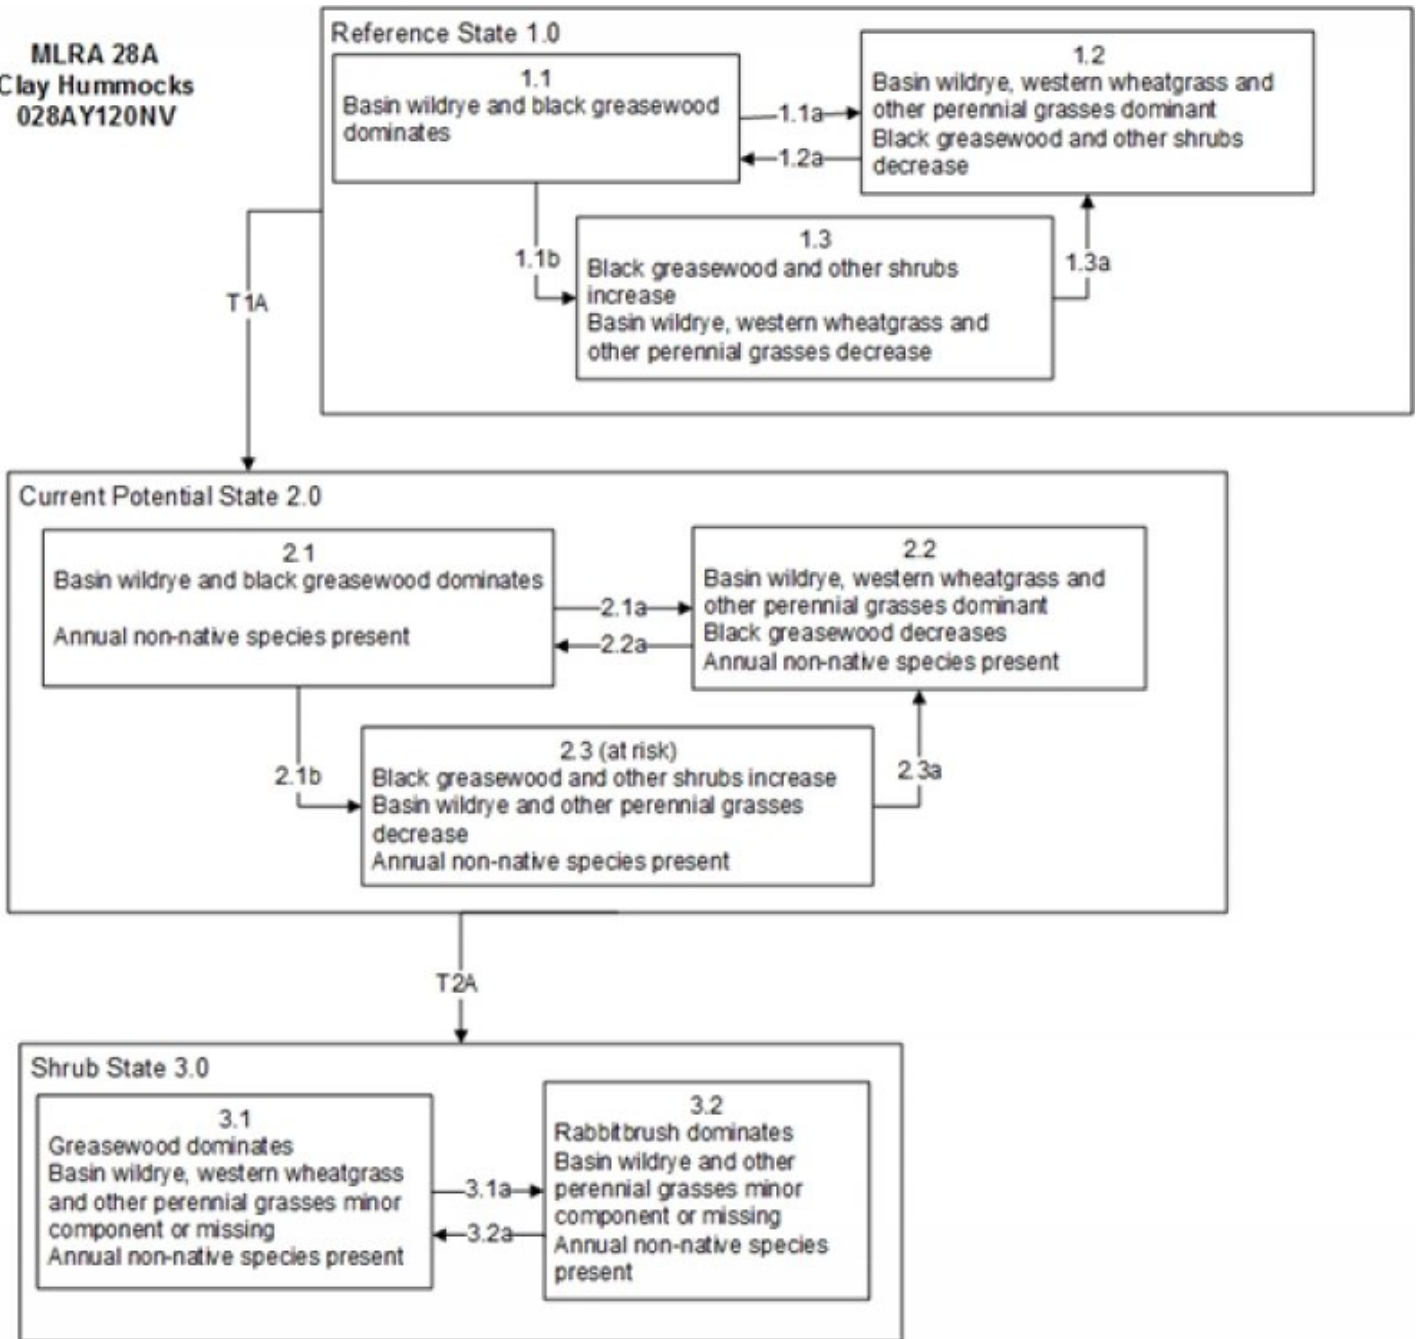 MLRA 28A
Clay Hummocks
028AY120NV
Reference State 1.0
1.1
Basin wildrye and black greasewood
dominates
1.1a
1.2a
1.2
Basin wildrye, western wheatgrass and
other perennial grasses dominant
Black greasewood and other shrubs
decrease
1.1b
1.3
Black greasewood and other shrubs
increase
Basin wildrye, western wheatgrass and
other perennial grasses decrease
1.3a
T1A
Current Potential State 2.0
2.1
Basin wildrye and black greasewood dominates
Annual non-native species present
2.1a
2.2a
2.2
Basin wildrye, western wheatgrass and
other perennial grasses dominant
Black greasewood decreases
Annual non-native species present
2.1b
2.3 (at risk)
Black greasewood and other shrubs increase
Basin wildrye and other perennial grasses
decrease
Annual non-native species present
2.3a
T2A
Shrub State 3.0
3.1
Greasewood dominates
Basin wildrye, western wheatgrass
and other perennial grasses minor
component or missing
Annual non-native species present
3.1a
3.2a
3.2
Rabbitbrush dominates
Basin wildrye and other
perennial grasses minor
component or missing
Annual non-native species
present